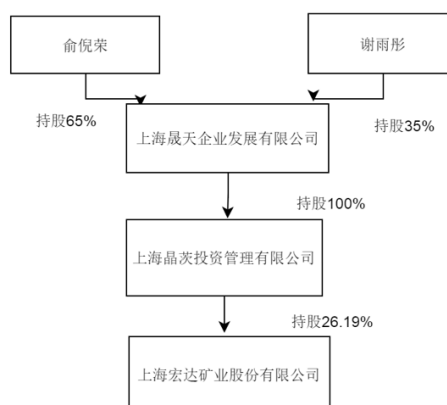 俞倪荣
谢雨彤
持股65%
持股35%
上海晟天企业发展有限公司
持股100%
上海晶茨投资管理有限公司
持股26.19%
上海宏达矿业股份有限公司